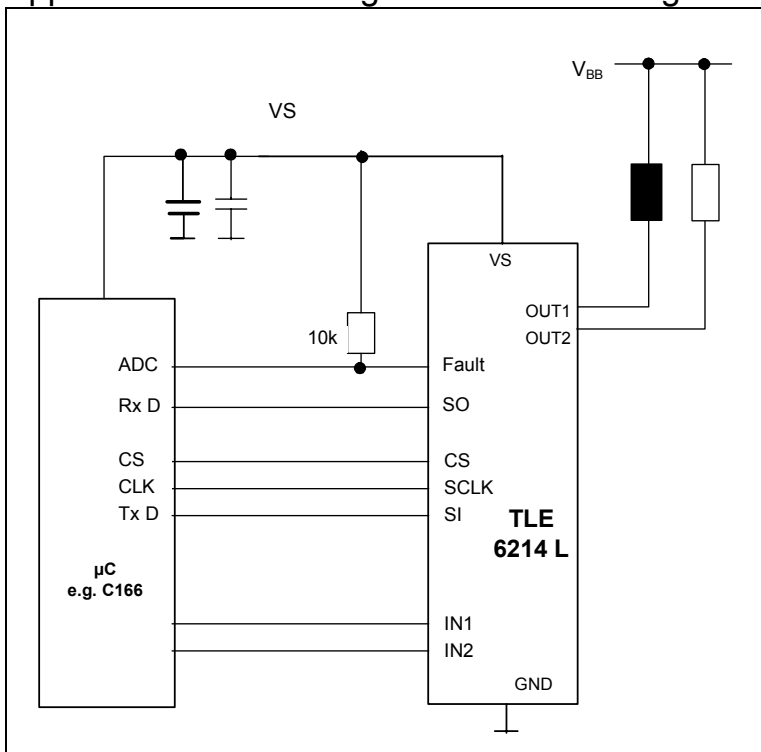 V_BB
VS
VS
OUT1
OUT2
10k
ADC
Fault
Rx D
SO
CS
CS
CLK
SCLK
Tx D
SI
TLE
6214 L
µC
e.g. C166
IN1
IN2
GND